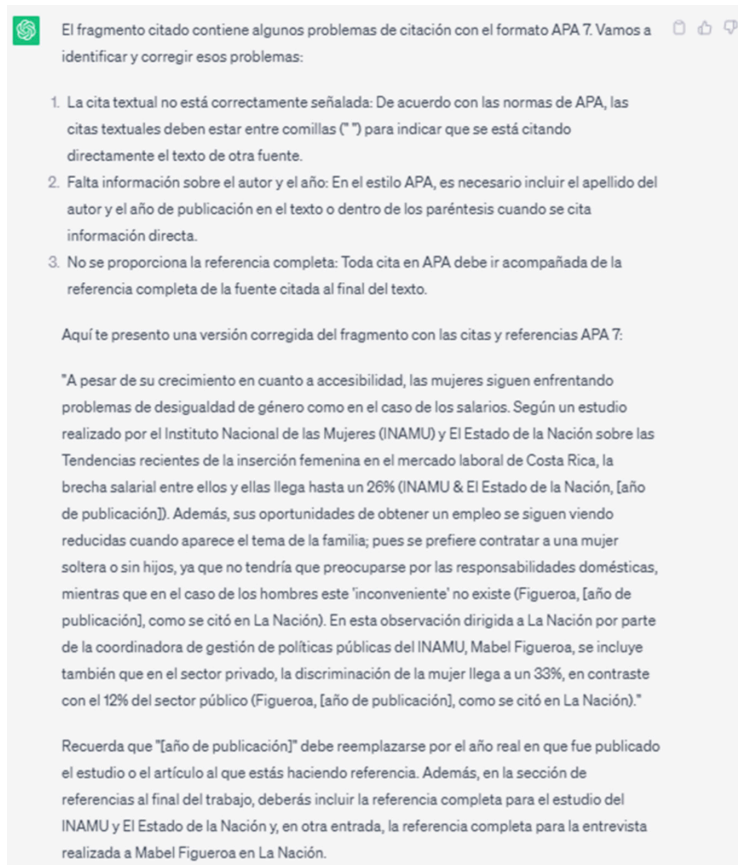 El fragmento citado contiene algunos problemas de citación con el formato APA 7. Vamos a
identificar y corregir esos problemas:
1. La cita textual no está correctamente señalada: De acuerdo con las normas de APA, las
citas textuales deben estar entre comillas (" ") para indicar que se está citando
directamente el texto de otra fuente.
2. Falta información sobre el autor y el año: En el estilo APA, es necesario incluir el apellido del
autor y el año de publicación en el texto o dentro de los paréntesis cuando se cita
información directa.
3. No se proporciona la referencia completa: Toda cita en APA debe ir acompañada de la
referencia completa de la fuente citada al final del texto.
Aquí te presento una versión corregida del fragmento con las citas y referencias APA 7:
"A pesar de su crecimiento en cuanto a accesibilidad, las mujeres siguen enfrentando
problemas de desigualdad de género como en el caso de los salarios. Según un estudio
realizado por el Instituto Nacional de las Mujeres (INAMU) y El Estado de la Nación sobre las
Tendencias recientes de la inserción femenina en el mercado laboral de Costa Rica, la
brecha salarial entre ellos y ellas llega hasta un 26% (INAMU & El Estado de la Nación, [año
de publicación]). Además, sus oportunidades de obtener un empleo se siguen viendo
reducidas cuando aparece el tema de la familia; pues se prefiere contratar a una mujer
soltera o sin hijos, ya que no tendría que preocuparse por las responsabilidades domésticas,
mientras que en el caso de los hombres este 'inconveniente' no existe (Figueroa, [año de
publicación], como se citó en La Nación). En esta observación dirigida a La Nación por parte
de la coordinadora de gestión de políticas públicas del INAMU, Mabel Figueroa, se incluye
también que en el sector privado, la discriminación de la mujer llega a un 33%, en contraste
con el 12% del sector público (Figueroa, [año de publicación], como se citó en La Nación)."
Recuerda que "[año de publicación]" debe reemplazarse por el año real en que fue publicado
el estudio o el artículo al que estás haciendo referencia. Además, en la sección de
referencias al final del trabajo, deberás incluir la referencia completa para el estudio del
INAMU y El Estado de la Nación y, en otra entrada, la referencia completa para la entrevista
realizada a Mabel Figueroa en La Nación.